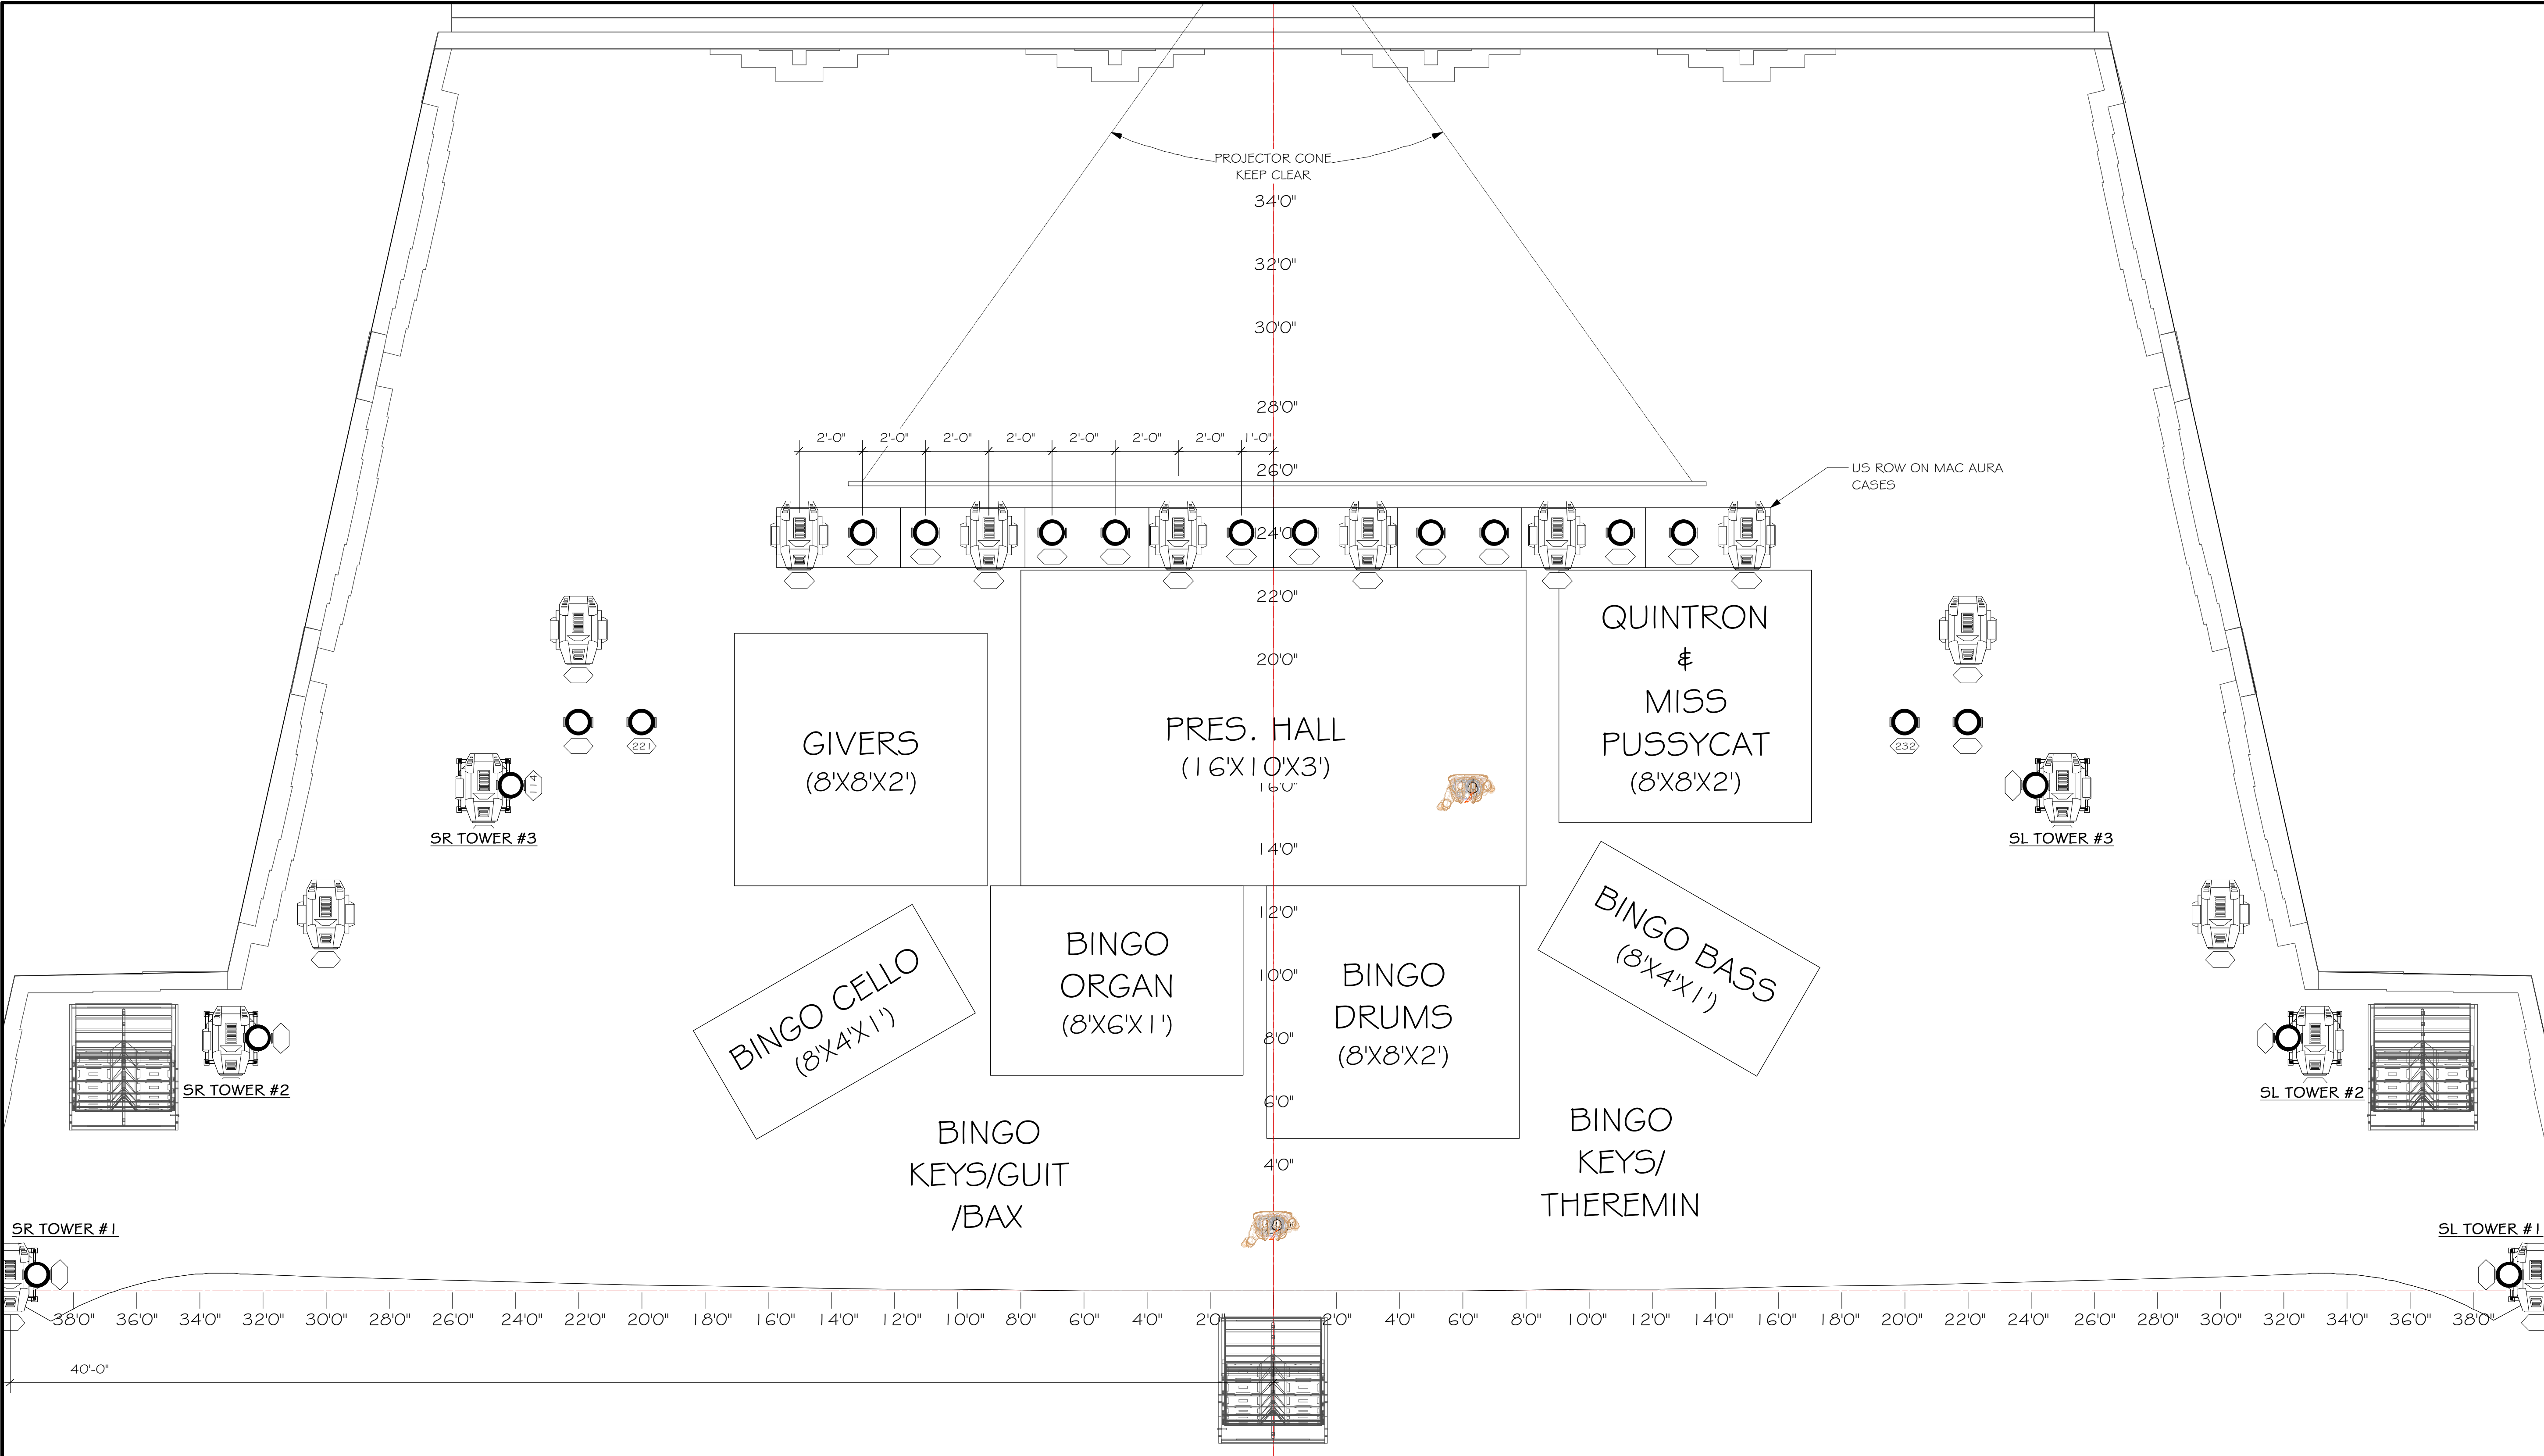 PROJECTOR CONE
KEEP CLEAR
34'0"
32'0"
30'0"
28'0"
2'-0" 2'-0" 2'-0" 2'-0" 2'-0" 2'-0" 2'-0" 1'-0"
26'0"
US ROW ON MAC AURA
CASES
24'0"
22'0"
QUINTRON
&
MISS
PUSSYCAT
(8'X8'X2')
20'0"
GIVERS
(8'X8'X2')
PRES. HALL
(16'X10'X3')
16'0"
221
232
SR TOWER #3
SL TOWER #3
14'0"
12'0"
BINGO CELLO
(8'X4'X1')
BINGO
ORGAN
(8'X6'X1')
BINGO
DRUMS
(8'X8'X2')
BINGO BASS
(8'X4'X1')
10'0"
8'0"
6'0"
SR TOWER #2
SL TOWER #2
BINGO
KEYS/GUIT
/BAX
4'0"
BINGO
KEYS/
THEREMIN
SR TOWER #1
SL TOWER #1
38'0" 36'0" 34'0" 32'0" 30'0" 28'0" 26'0" 24'0" 22'0" 20'0" 18'0" 16'0" 14'0" 12'0" 10'0" 8'0" 6'0" 4'0" 2'0" 2'0" 4'0" 6'0" 8'0" 10'0" 12'0" 14'0" 16'0" 18'0" 20'0" 22'0" 24'0" 26'0" 28'0" 30'0" 32'0" 34'0" 36'0" 38'0"
40'-0"